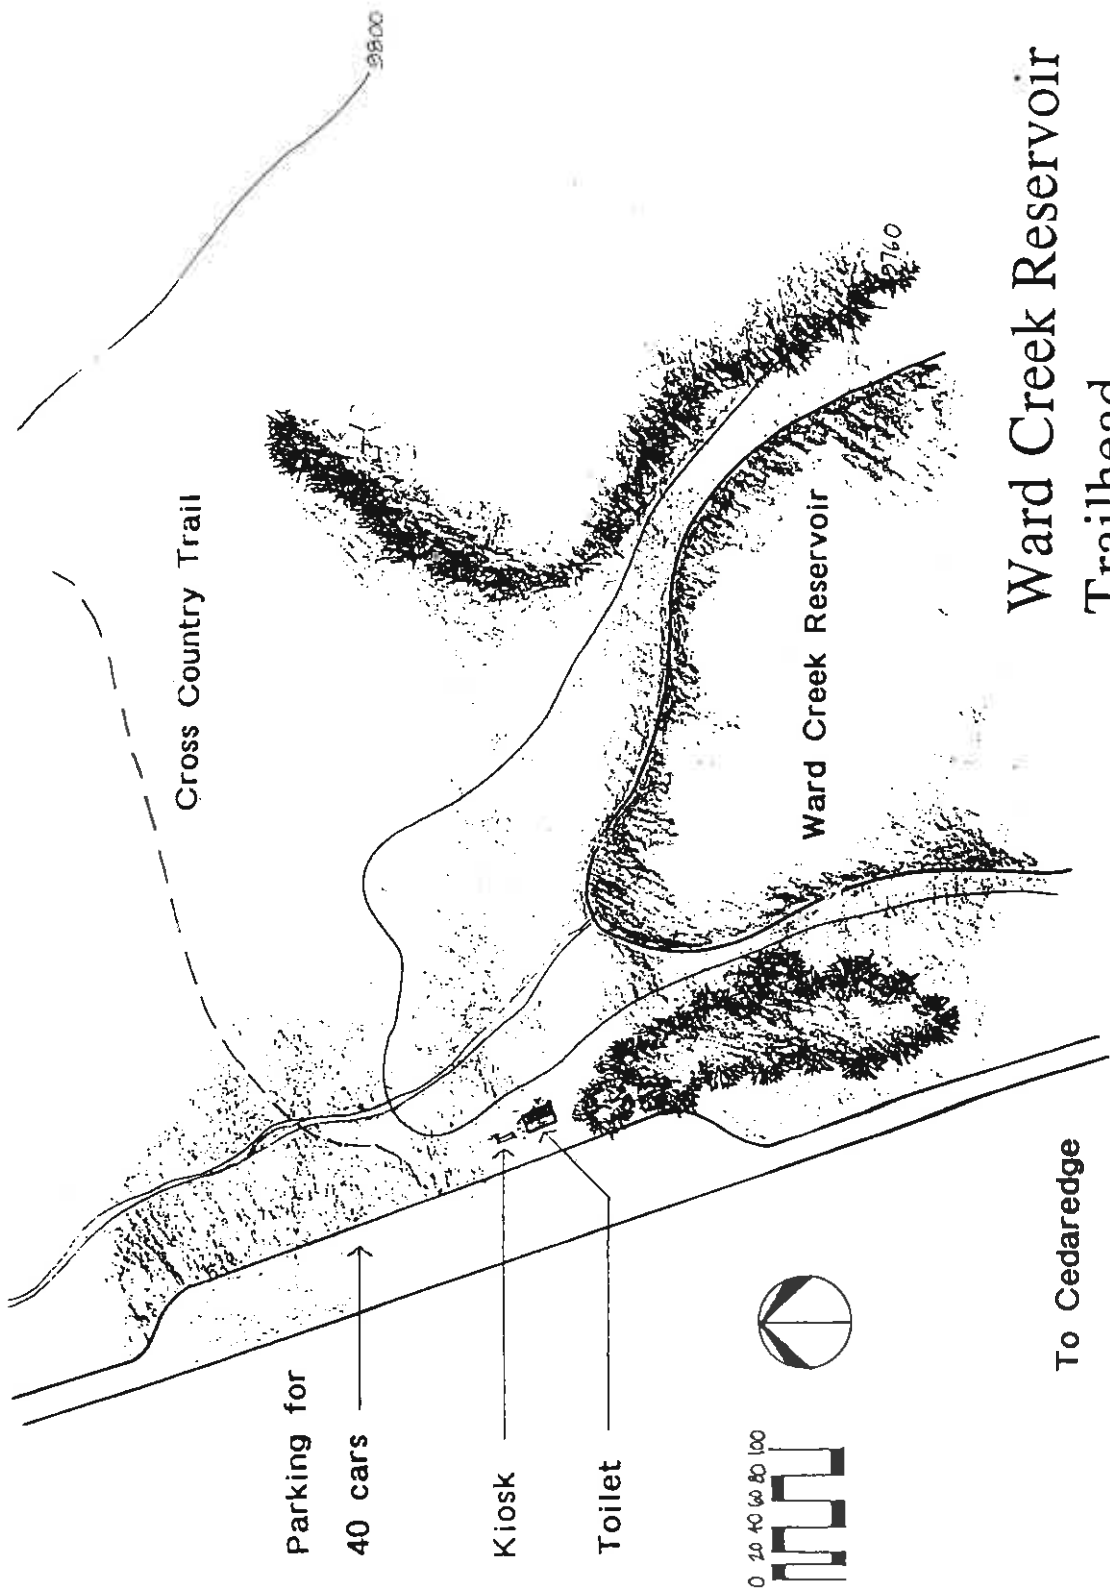 9800
Cross Country Trail
9760
Ward Creek Reservoir
Parking for
40 cars
Kiosk
Toilet
0 20 40 60 80 100
To Cedaredge
Ward Creek Reservoir
Trailhead